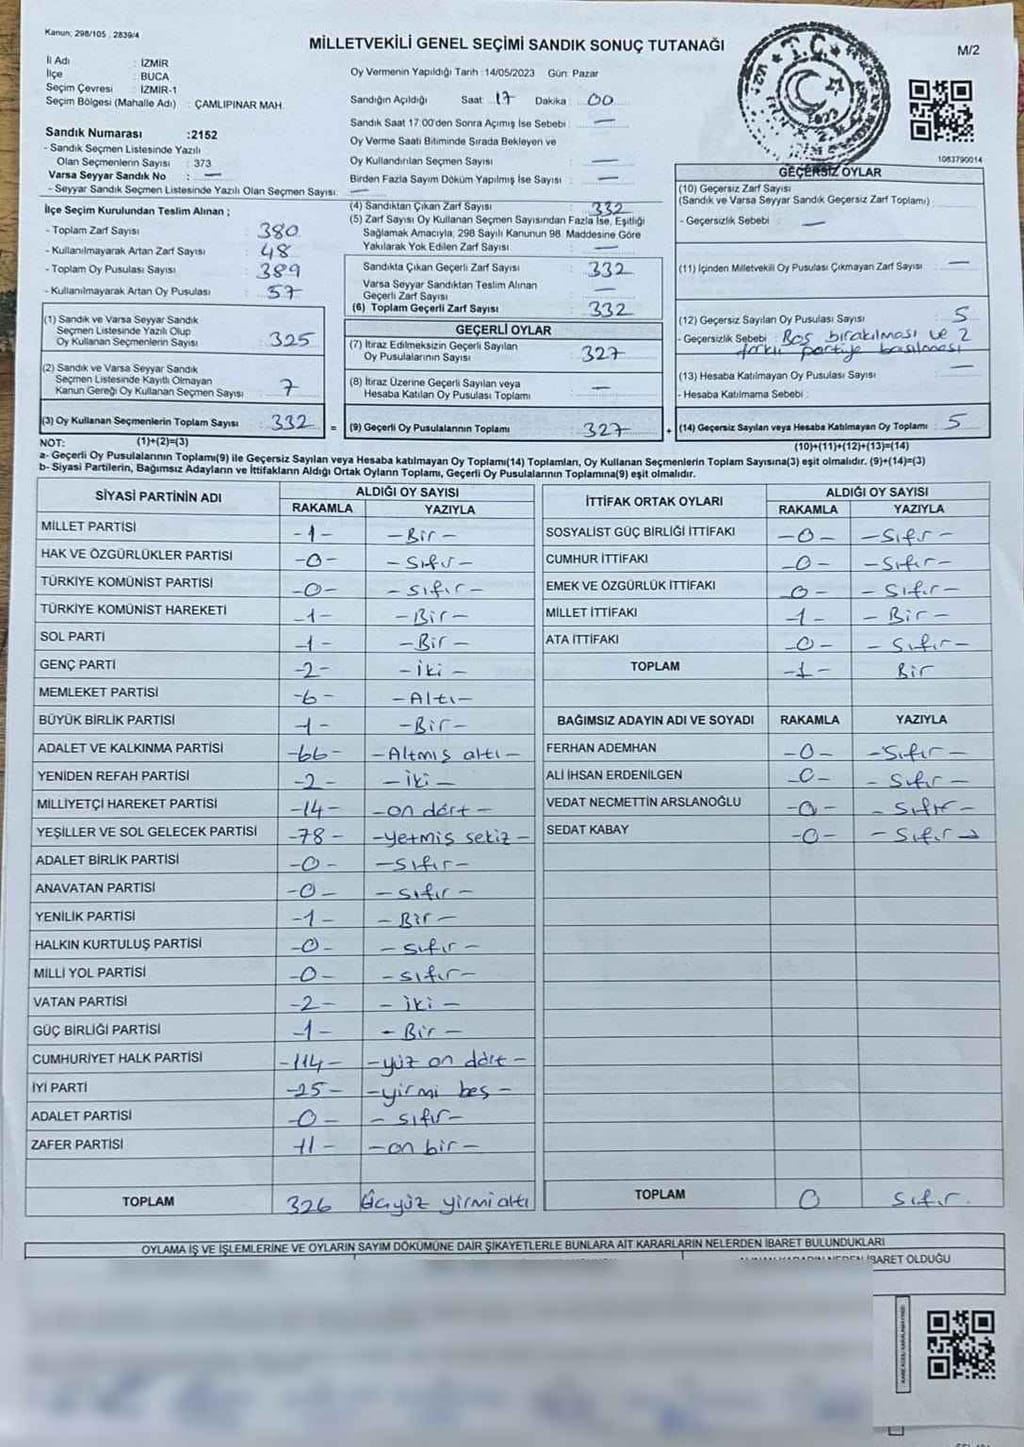 Kanun; 298/105 , 2839/4
MİLLETVEKİLİ GENEL SEÇİMİ SANDIK SONUÇ TUTANAĞI
M/2
T.C.
İl Adı : İZMİR
İlçe : BUCA
Seçim Çevresi : İZMİR-1
Seçim Bölgesi (Mahalle Adı) : ÇAMLIPINAR MAH.
Sandık Numarası :2152
- Sandık Seçmen Listesinde Yazılı
Olan Seçmenlerin Sayısı : 373
Varsa Seyyar Sandık No : —
- Seyyar Sandık Seçmen Listesinde Yazılı Olan Seçmen Sayısı: —
İlçe Seçim Kurulundan Teslim Alınan ;
- Toplam Zarf Sayısı : 380
- Kullanılmayarak Artan Zarf Sayısı : 48
- Toplam Oy Pusulası Sayısı : 389
- Kullanılmayarak Artan Oy Pusulası : 57
(1) Sandık ve Varsa Seyyar Sandık
Seçmen Listesinde Yazılı Olup
Oy Kullanan Seçmenlerin Sayısı : 325
(2) Sandık ve Varsa Seyyar Sandık
Seçmen Listesinde Kayıtlı Olmayan
Kanun Gereği Oy Kullanan Seçmen Sayısı : 7
(3) Oy Kullanan Seçmenlerin Toplam Sayısı : 332 =
Oy Vermenin Yapıldığı Tarih :14/05/2023 Gün: Pazar
Sandığın Açıldığı Saat :17 Dakika : 00
Sandık Saat 17:00'den Sonra Açımış İse Sebebi : —
Oy Verme Saati Bitiminde Sırada Bekleyen ve
Oy Kullandırılan Seçmen Sayısı : —
Birden Fazla Sayım Döküm Yapılmış İse Sayısı : —
(4) Sandıktan Çıkan Zarf Sayısı : 332
(5) Zarf Sayısı Oy Kullanan Seçmen Sayısından Fazla İse, Eşitliği
Sağlamak Amacıyla, 298 Sayılı Kanunun 98. Maddesine Göre
Yakılarak Yok Edilen Zarf Sayısı : —
Sandıkta Çıkan Geçerli Zarf Sayısı : 332
Varsa Seyyar Sandıktan Teslim Alınan
Geçerli Zarf Sayısı : —
(6) Toplam Geçerli Zarf Sayısı : 332
GEÇERLİ OYLAR
(7) İtiraz Edilmeksizin Geçerli Sayılan
Oy Pusulalarının Sayısı : 327
(8) İtiraz Üzerine Geçerli Sayılan veya
Hesaba Katılan Oy Pusulası Toplamı : —
(9) Geçerli Oy Pusulalarının Toplamı : 327 +
1083790014
GEÇERSİZ OYLAR
(10) Geçersiz Zarf Sayısı
(Sandık ve Varsa Seyyar Sandık Geçersiz Zarf Toplamı) :
- Geçersizlik Sebebi : —
(11) İçinden Milletvekili Oy Pusulası Çıkmayan Zarf Sayısı : —
(12) Geçersiz Sayılan Oy Pusulası Sayısı : 5
- Geçersizlik Sebebi : Boş bırakılması ve 2
farklı partiye basılması
(13) Hesaba Katılmayan Oy Pusulası Sayısı : —
- Hesaba Katılmama Sebebi :
(14) Geçersiz Sayılan veya Hesaba Katılmayan Oy Toplamı : 5
NOT: (1)+(2)=(3) (10)+(11)+(12)+(13)=(14)
a- Geçerli Oy Pusulalarının Toplamı(9) ile Geçersiz Sayılan veya Hesaba katılmayan Oy Toplamı(14) Toplamları, Oy Kullanan Seçmenlerin Toplam Sayısına(3) eşit olmalıdır. (9)+(14)=(3)
b- Siyasi Partilerin, Bağımsız Adayların ve İttifakların Aldığı Ortak Oyların Toplamı, Geçerli Oy Pusulalarının Toplamına(9) eşit olmalıdır.
SİYASİ PARTİNİN ADI ALDIĞI OY SAYISI
RAKAMLA YAZIYLA
MİLLET PARTİSİ -1- -Bir-
HAK VE ÖZGÜRLÜKLER PARTİSİ -0- -Sıfır-
TÜRKİYE KOMÜNİST PARTİSİ -0- -Sıfır-
TÜRKİYE KOMÜNİST HAREKETİ -1- -Bir-
SOL PARTİ -1- -Bir-
GENÇ PARTİ -2- -İki-
MEMLEKET PARTİSİ -6- -Altı-
BÜYÜK BİRLİK PARTİSİ -1- -Bir-
ADALET VE KALKINMA PARTİSİ -66- -Altmış altı-
YENİDEN REFAH PARTİSİ -2- -iki-
MİLLİYETÇİ HAREKET PARTİSİ -14- -on dört-
YEŞİLLER VE SOL GELECEK PARTİSİ -78- -yetmiş sekiz-
ADALET BİRLİK PARTİSİ -0- -Sıfır-
ANAVATAN PARTİSİ -0- -Sıfır-
YENİLİK PARTİSİ -1- -Bir-
HALKIN KURTULUŞ PARTİSİ -0- -Sıfır-
MİLLİ YOL PARTİSİ -0- -Sıfır-
VATAN PARTİSİ -2- -iki-
GÜÇ BİRLİĞİ PARTİSİ -1- -Bir-
CUMHURİYET HALK PARTİSİ -114- -yüz on dört-
İYİ PARTİ -25- -yirmi beş-
ADALET PARTİSİ -0- -sıfır-
ZAFER PARTİSİ -11- -on bir-
TOPLAM 326 üçyüz yirmialtı
İTTİFAK ORTAK OYLARI ALDIĞI OY SAYISI
RAKAMLA YAZIYLA
SOSYALİST GÜÇ BİRLİĞİ İTTİFAKI -0- -Sıfır-
CUMHUR İTTİFAKI -0- -Sıfır-
EMEK VE ÖZGÜRLÜK İTTİFAKI -0- -Sıfır-
MİLLET İTTİFAKI -1- -Bir-
ATA İTTİFAKI -0- -Sıfır-
TOPLAM -1- Bir
BAĞIMSIZ ADAYIN ADI VE SOYADI RAKAMLA YAZIYLA
FERHAN ADEMHAN -0- -Sıfır-
ALİ İHSAN ERDENİLGEN -0- -Sıfır-
VEDAT NECMETTİN ARSLANOĞLU -0- -Sıfır-
SEDAT KABAY -0- -Sıfır-
TOPLAM 0 Sıfır.
OYLAMA İŞ VE İŞLEMLERİNE VE OYLARIN SAYIM DÖKÜMÜNE DAİR ŞİKAYETLERLE BUNLARA AİT KARARLARIN NELERDEN İBARET BULUNDUKLARI
İBARET OLDUĞU